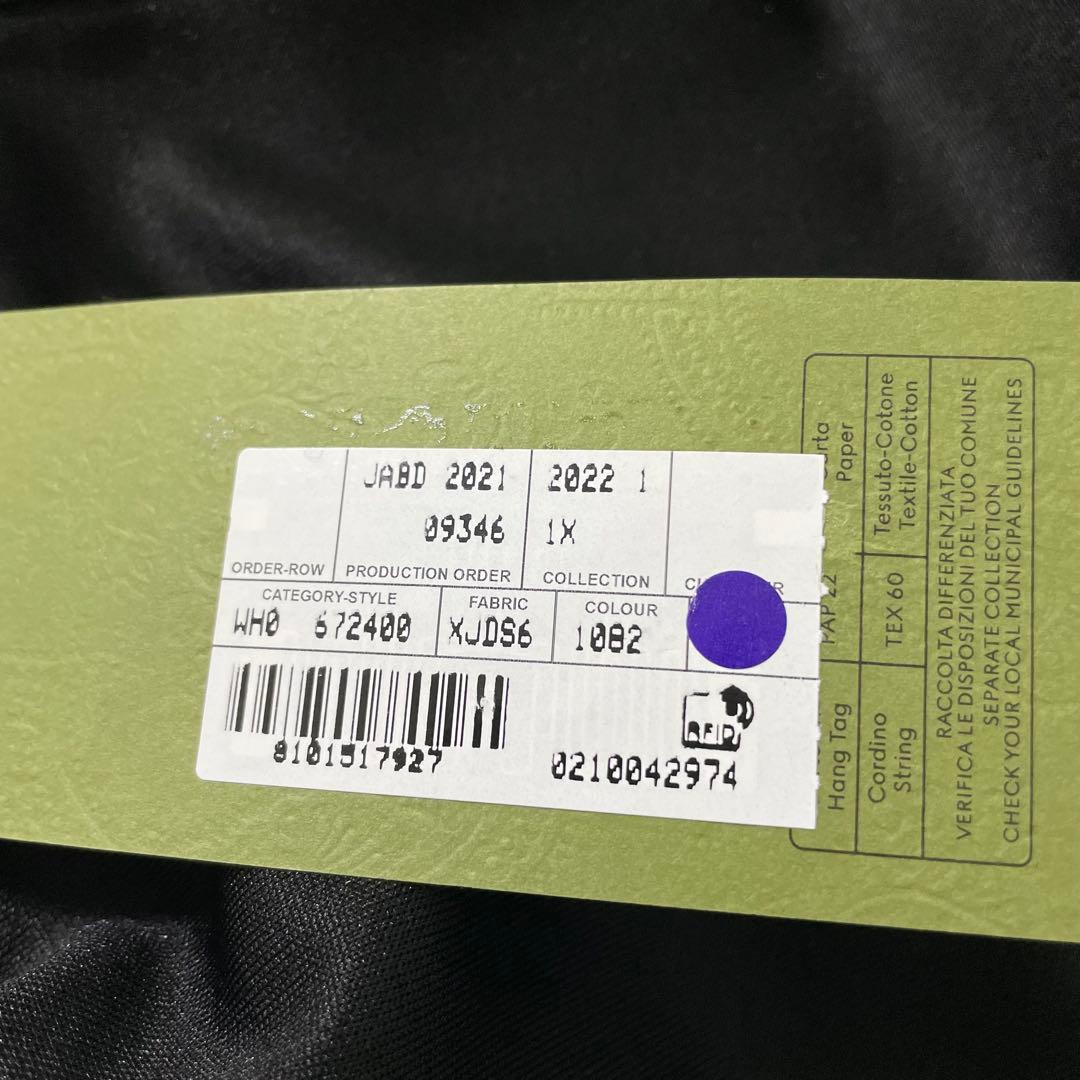 JABD 2021
09346
2022 1
1X
ORDER-ROW
PRODUCTION ORDER
COLLECTION
CATEGORY-STYLE
WH0 672400
FABRIC
XJDS6
COLOUR
1082
8101517927
RFID
0210042974
Paper
PAP 22
Hang Tag
Tessuto-Cotone
Textile-Cotton
TEX 60
Cordino
String
RACCOLTA DIFFERENZIATA
VERIFICA LE DISPOSIZIONI DEL TUO COMUNE
SEPARATE COLLECTION
CHECK YOUR LOCAL MUNICIPAL GUIDELINES